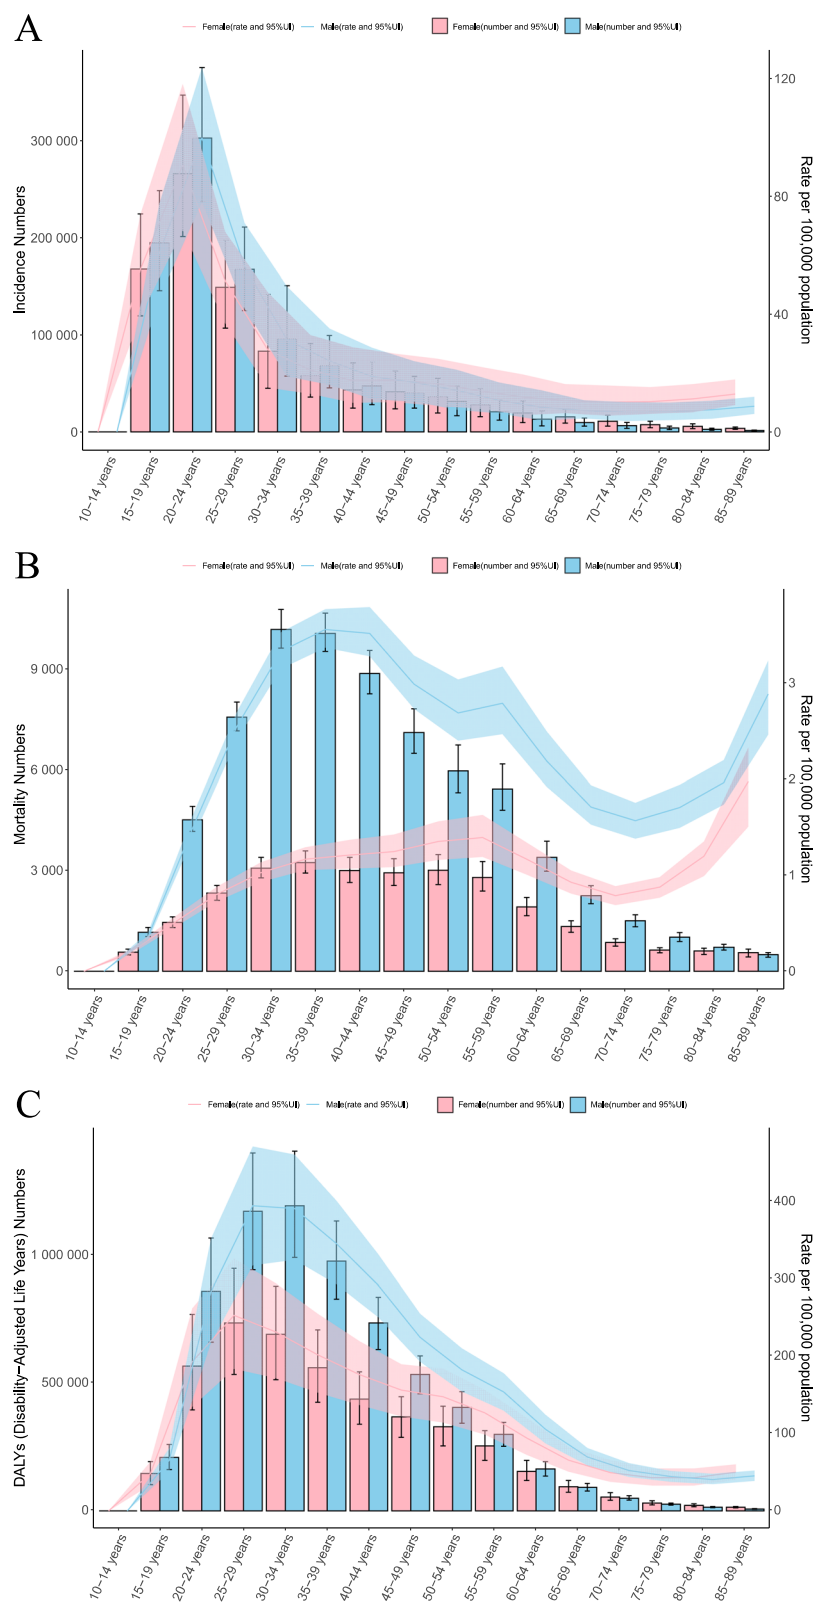 A
Female(rate and 95%UI) Male(rate and 95%UI) Female(number and 95%UI) Male(number and 95%UI)
Incidence Numbers
300 000
200 000
100 000
0
120
80
40
0
Rate per 100,000 population
10−14 years
15−19 years
20−24 years
25−29 years
30−34 years
35−39 years
40−44 years
45−49 years
50−54 years
55−59 years
60−64 years
65−69 years
70−74 years
75−79 years
80−84 years
85−89 years
B
Female(rate and 95%UI) Male(rate and 95%UI) Female(number and 95%UI) Male(number and 95%UI)
Mortality Numbers
9 000
6 000
3 000
0
3
2
1
0
Rate per 100,000 population
10−14 years
15−19 years
20−24 years
25−29 years
30−34 years
35−39 years
40−44 years
45−49 years
50−54 years
55−59 years
60−64 years
65−69 years
70−74 years
75−79 years
80−84 years
85−89 years
C
Female(rate and 95%UI) Male(rate and 95%UI) Female(number and 95%UI) Male(number and 95%UI)
DALYs (Disability−Adjusted Life Years) Numbers
1 000 000
500 000
0
400
300
200
100
0
Rate per 100,000 population
10−14 years
15−19 years
20−24 years
25−29 years
30−34 years
35−39 years
40−44 years
45−49 years
50−54 years
55−59 years
60−64 years
65−69 years
70−74 years
75−79 years
80−84 years
85−89 years